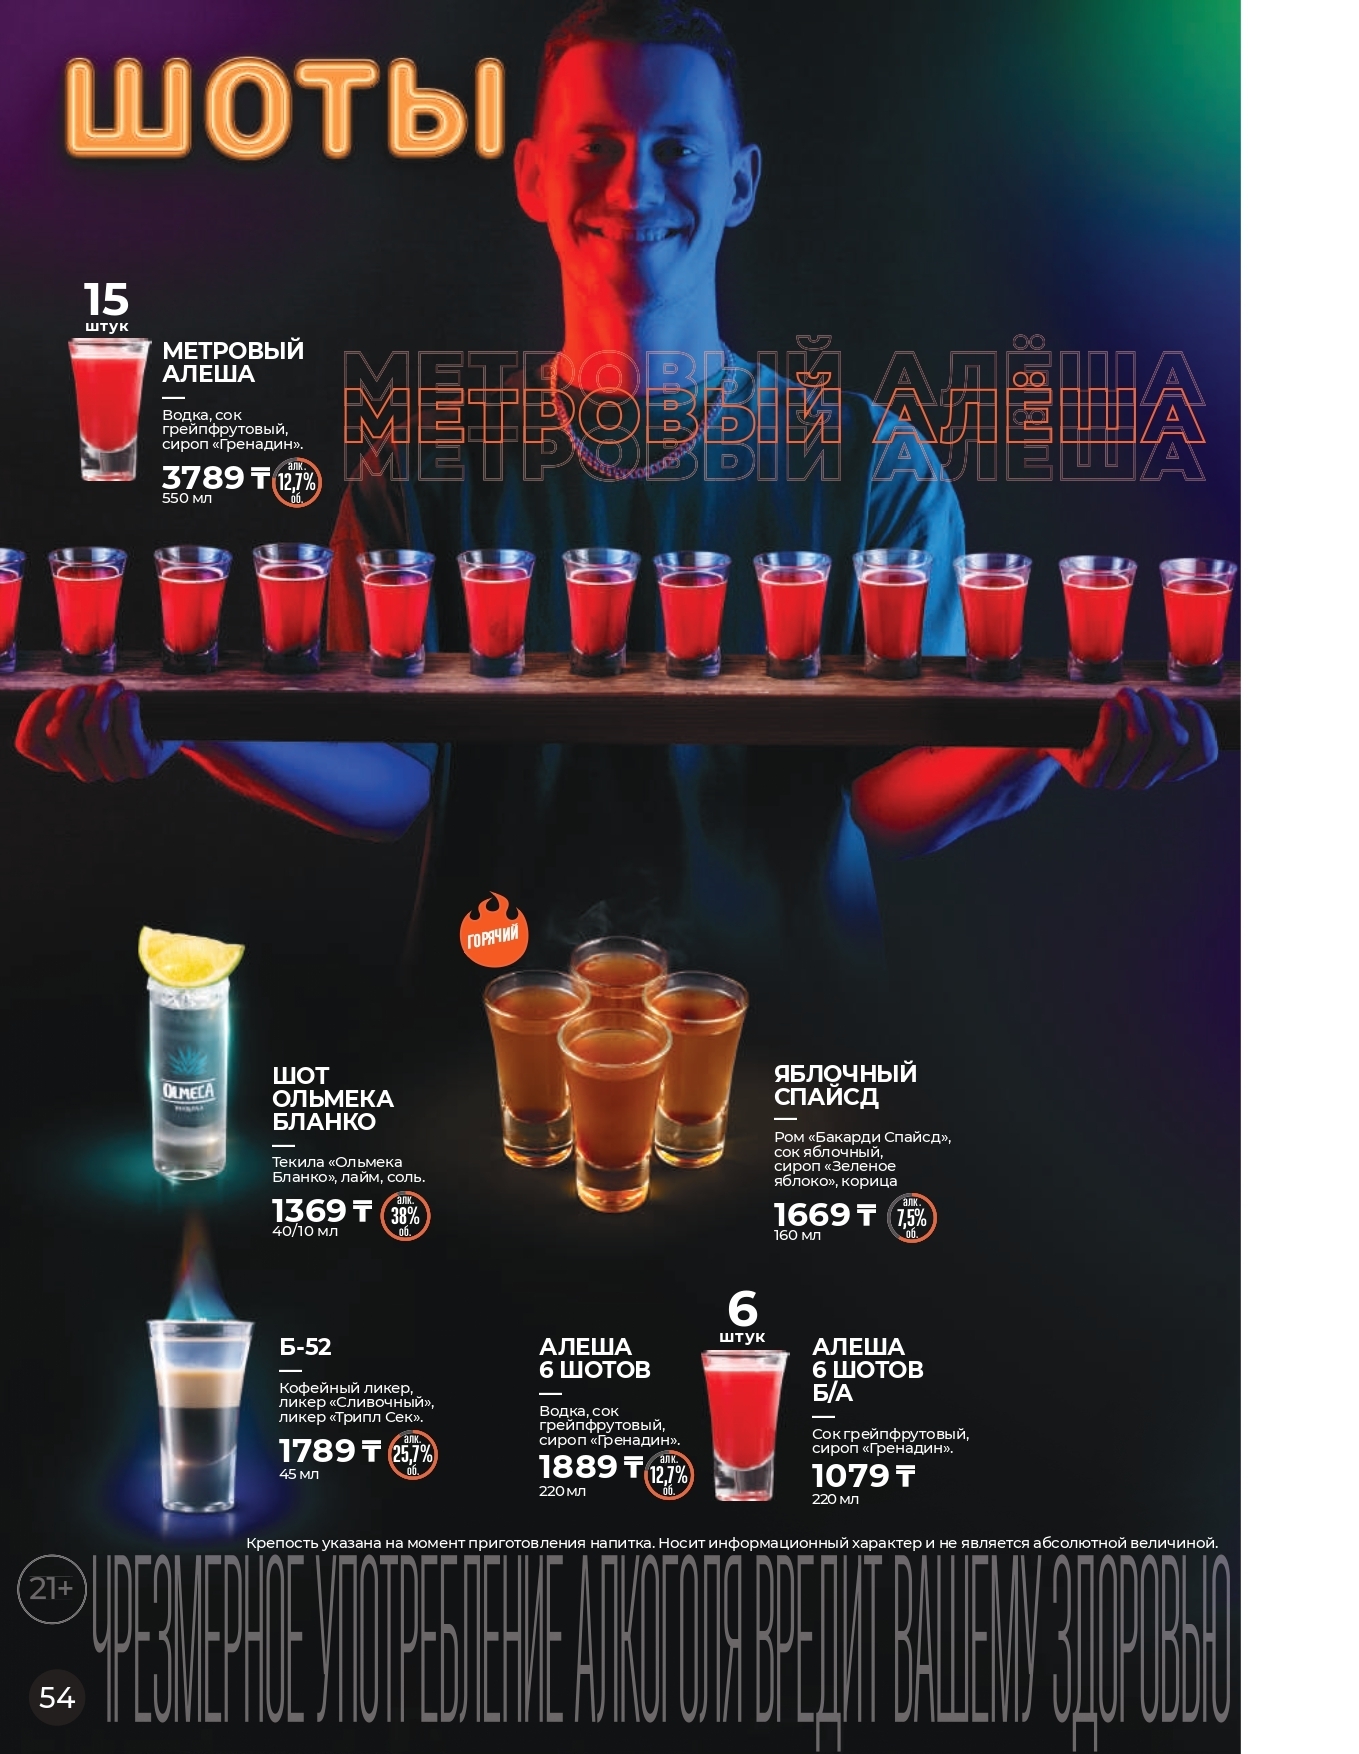 ШОТЫ
15
штук
МЕТРОВЫЙ
АЛЕША
Водка, сок
грейпфрутовый,
сироп «Гренадин».
3789 ₸
550 мл
алк.
12,7%
об.
МЕТРОВЫЙ АЛЁША
МЕТРОВЫЙ АЛЁША
МЕТРОВЫЙ АЛЁША
ГОРЯЧИЙ
OLMECA
TEQUILA
ШОТ
ОЛЬМЕКА
БЛАНКО
Текила «Ольмека
Бланко», лайм, соль.
1369 ₸
40/10 мл
алк.
38%
об.
ЯБЛОЧНЫЙ
СПАЙСД
Ром «Бакарди Спайсд»,
сок яблочный,
сироп «Зеленое
яблоко», корица
1669 ₸
160 мл
алк.
7,5%
об.
Б-52
Кофейный ликер,
ликер «Сливочный»,
ликер «Трипл Сек».
1789 ₸
45 мл
алк.
25,7%
об.
АЛЕША
6 ШОТОВ
Водка, сок
грейпфрутовый,
сироп «Гренадин».
1889 ₸
220 мл
алк.
12,7%
об.
6
штук
АЛЕША
6 ШОТОВ
Б/А
Сок грейпфрутовый,
сироп «Гренадин».
1079 ₸
220 мл
Крепость указана на момент приготовления напитка. Носит информационный характер и не является абсолютной величиной.
21+
ЧРЕЗМЕРНОЕ УПОТРЕБЛЕНИЕ АЛКОГОЛЯ ВРЕДИТ ВАШЕМУ ЗДОРОВЬЮ
54